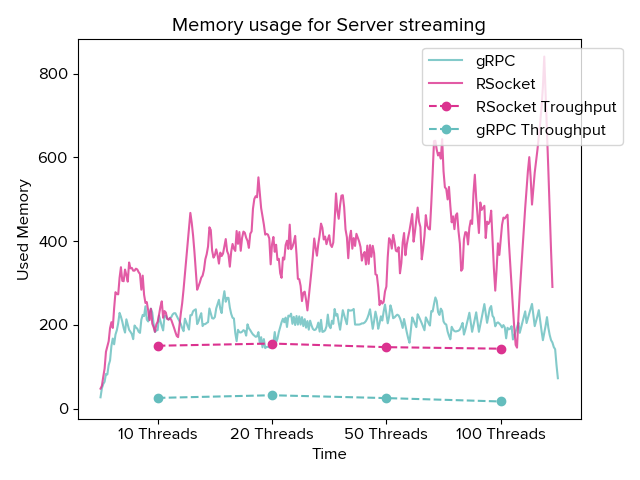 Memory usage for Server streaming
gRPC
RSocket
RSocket Troughput
gRPC Throughput
Used Memory
800
600
400
200
0
10 Threads
20 Threads
50 Threads
100 Threads
Time